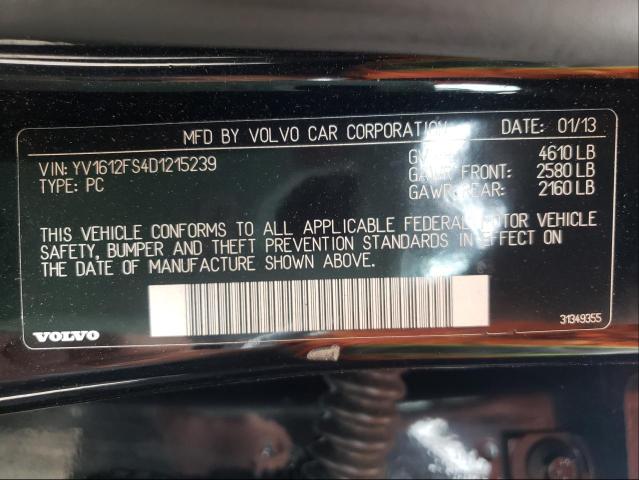 MFD BY VOLVO CAR CORPORATION DATE: 01/13
VIN: YV1612FS4D1215239
TYPE: PC
4610 LB
GAWR FRONT: 2580 LB
GAWR REAR: 2160 LB
THIS VEHICLE CONFORMS TO ALL APPLICABLE FEDERAL MOTOR VEHICLE
SAFETY, BUMPER AND THEFT PREVENTION STANDARDS IN EFFECT ON
THE DATE OF MANUFACTURE SHOWN ABOVE.
VOLVO
31349355